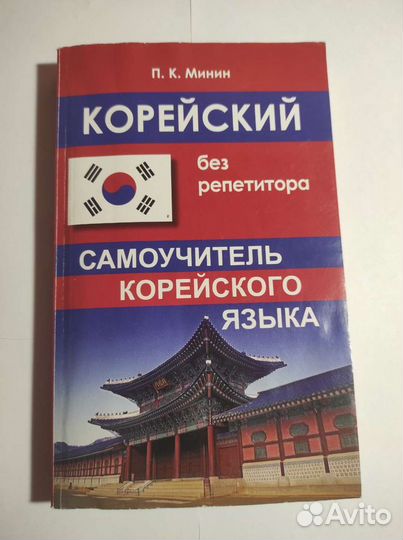 П. К. Минин
КОРЕЙСКИЙ
без
репетитора
САМОУЧИТЕЛЬ
КОРЕЙСКОГО
ЯЗЫКА
Avito